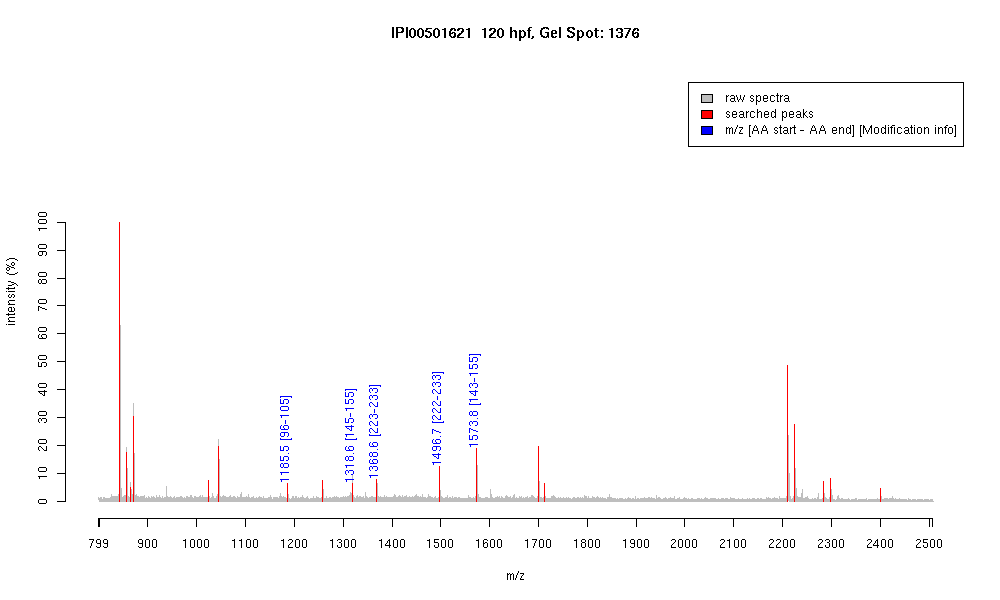 IPI00501621 120 hpf, Gel Spot: 1376
raw spectra
searched peaks
m/z [AA start - AA end] [Modification info]
intensity (%)
100
90
80
70
60
50
40
30
20
10
0
1185.5 [96-105]
1318.6 [145-155]
1368.6 [223-233]
1496.7 [222-233]
1573.8 [143-155]
799 900 1000 1100 1200 1300 1400 1500 1600 1700 1800 1900 2000 2100 2200 2300 2400 2500
m/z